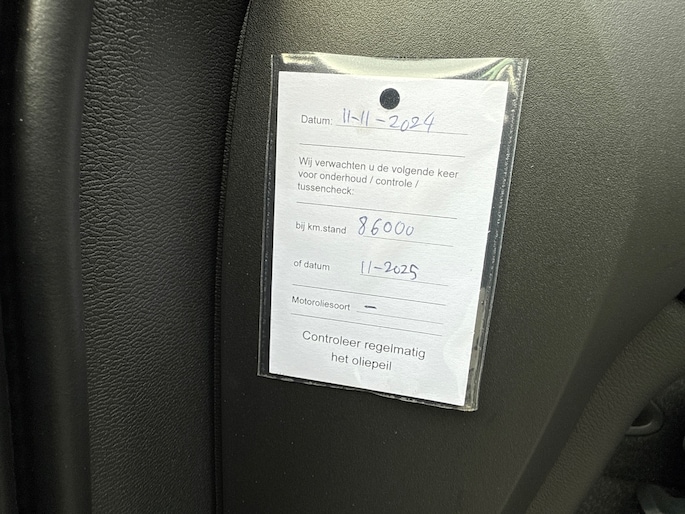 Datum: 11-11-2024
Wij verwachten u de volgende keer
voor onderhoud / controle /
tussencheck:
bij km.stand 86000
of datum 11-2025
Motoroliesoort –
Controleer regelmatig
het oliepeil